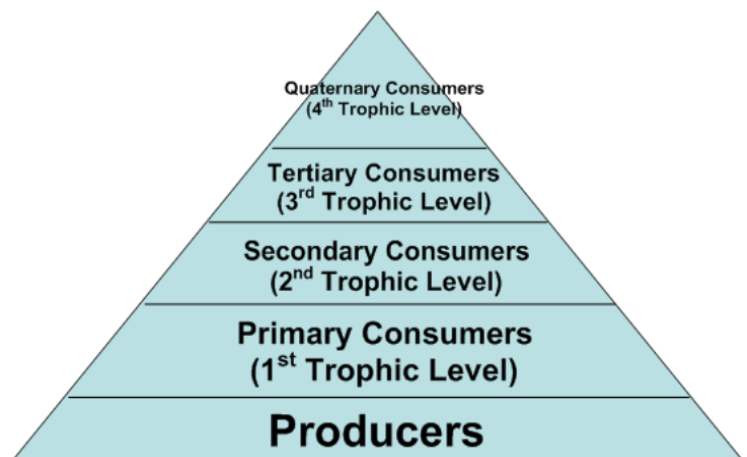 Quaternary Consumers
(4th Trophic Level)
Tertiary Consumers
(3rd Trophic Level)
Secondary Consumers
(2nd Trophic Level)
Primary Consumers
(1st Trophic Level)
Producers